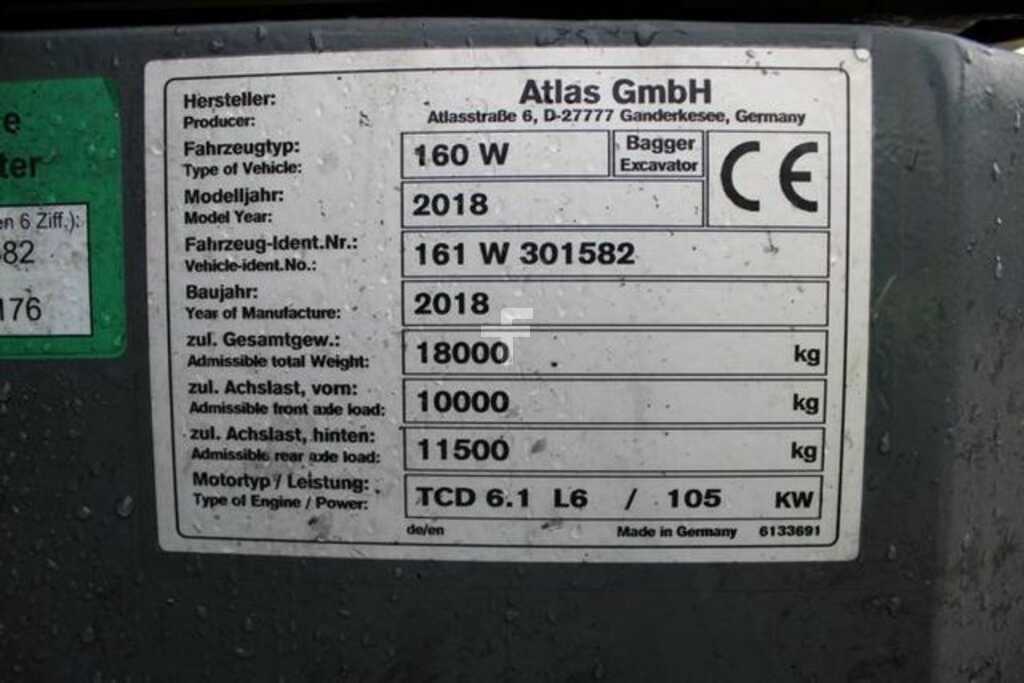 e
ter
en 6 Ziff.):
82
176
Atlas GmbH
Atlasstraße 6, D-27777 Ganderkesee, Germany
Hersteller:
Producer:
Fahrzeugtyp:
Type of Vehicle:
160 W
Bagger
Excavator
CE
Modelljahr:
Model Year:
2018
Fahrzeug-Ident.Nr.:
Vehicle-ident.No.:
161 W 301582
Baujahr:
Year of Manufacture:
2018
zul. Gesamtgew.:
Admissible total Weight:
18000 kg
zul. Achslast, vorn:
Admissible front axle load:
10000 kg
zul. Achslast, hinten:
Admissible rear axle load:
11500 kg
Motortyp / Leistung:
Type of Engine / Power:
TCD 6.1 L6 / 105 KW
de/en
Made in Germany 6133691